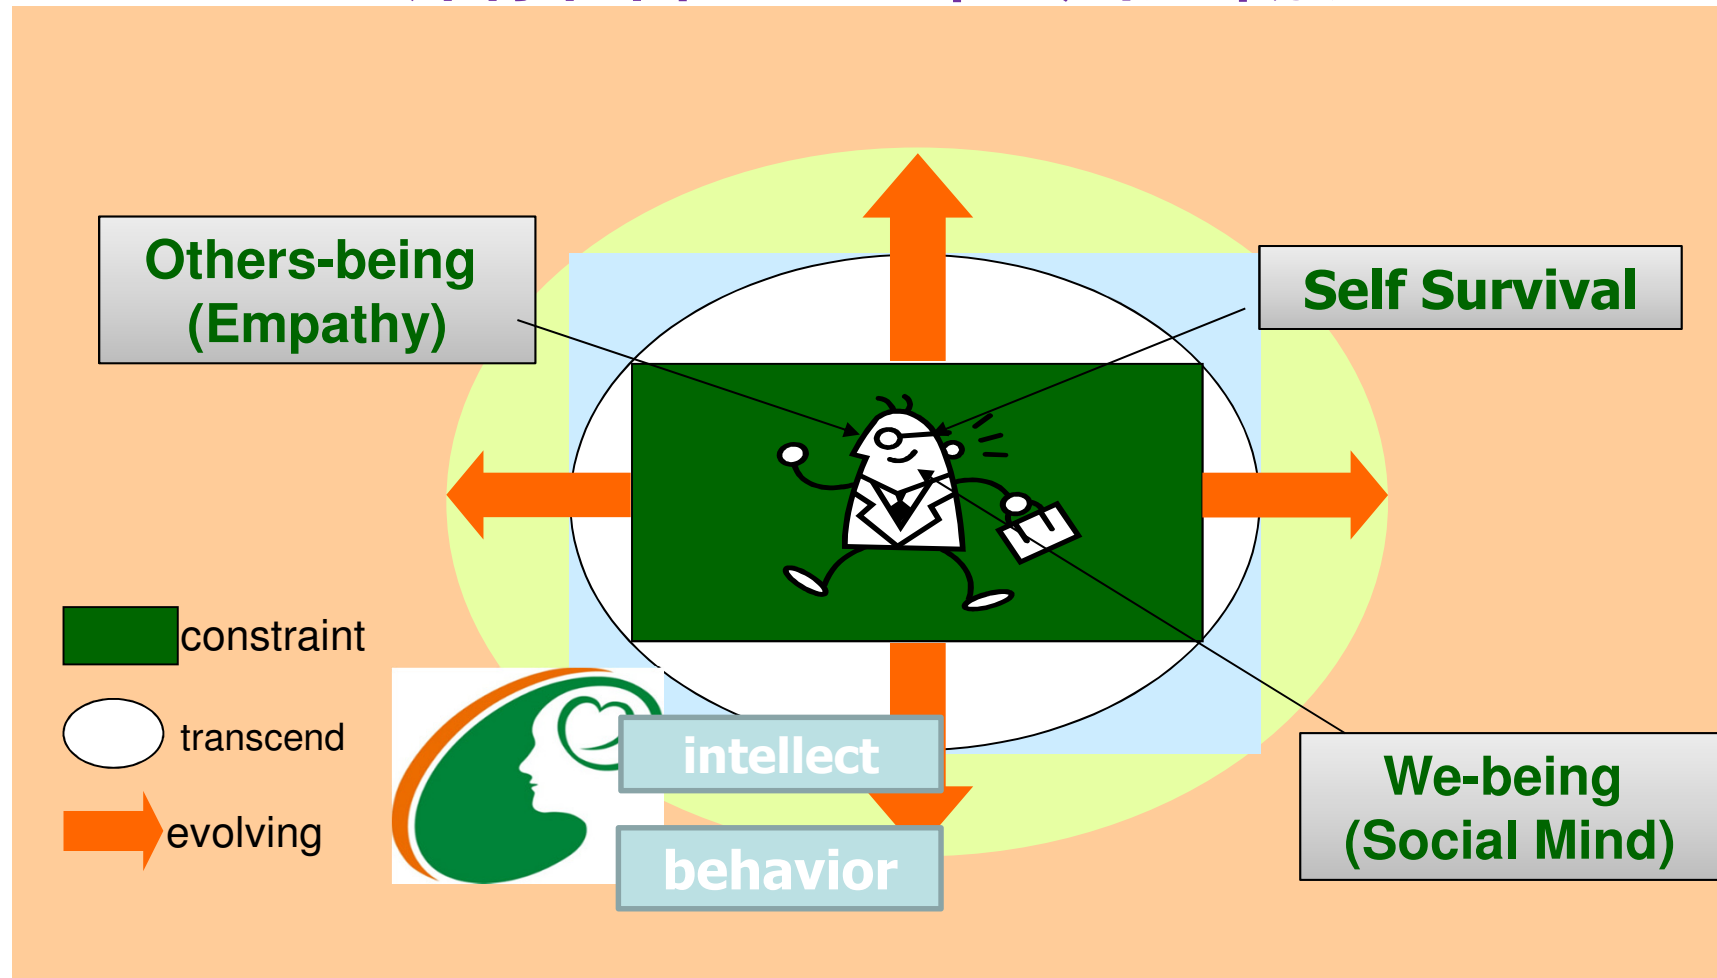 Others-being
(Empathy)
Self Survival
constraint
transcend
evolving
intellect
behavior
We-being
(Social Mind)